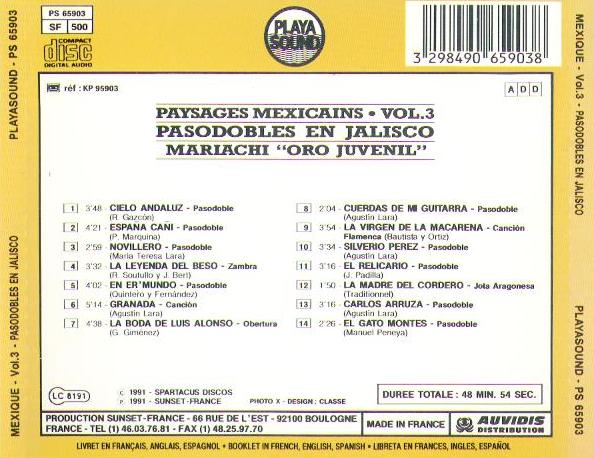 PLAYASOUND - PS 65903
MEXIQUE - Vol.3 - PASODOBLES EN JALISCO
PS 65903
SF 500
COMPACT
disc
DIGITAL AUDIO
PLAYA
SOUND
3 298490 659038
réf : KP 95903
A D D
PAYSAGES MEXICAINS • VOL.3
PASODOBLES EN JALISCO
MARIACHI "ORO JUVENIL"
1 3'48 - CIELO ANDALUZ - Pasodoble
(R. Gazcón)
2 4'21 - ESPANA CANI - Pasodoble
(P. Marquina)
3 2'59 - NOVILLERO - Pasodoble
(Maria Teresa Lara)
4 3'32 - LA LEYENDA DEL BESO - Zambra
(R. Soutullo y J. Bert)
5 4'02 - EN ER'MUNDO - Pasodoble
(Quintero y Fernández)
6 5'14 - GRANADA - Canción
(Agustín Lara)
7 4'38 - LA BODA DE LUIS ALONSO - Obertura
(G. Giménez)
8 2'04 - CUERDAS DE MI GUITARRA - Pasodoble
(Agustín Lara)
9 3'54 - LA VIRGEN DE LA MACARENA - Canción
Flamenca (Bautista y Ortiz)
10 3'34 - SILVERIO PEREZ - Pasodoble
(Agustín Lara)
11 3'16 - EL RELICARIO - Pasodoble
(J. Padilla)
12 1'50 - LA MADRE DEL CORDERO - Jota Aragonesa
(Traditionnel)
13 3'16 - CARLOS ARRUZA - Pasodoble
(Agustín Lara)
14 2'26 - EL GATO MONTES - Pasodoble
(Manuel Peneya)
LC 8191
C 1991 - SPARTACUS DISCOS
P 1991 - SUNSET-FRANCE
PHOTO X - DESIGN : CLASSE
DUREE TOTALE : 48 MIN. 54 SEC.
PRODUCTION SUNSET-FRANCE - 66 RUE DE L'EST - 92100 BOULOGNE
FRANCE - TEL (1) 46.03.76.81 - FAX (1) 48.25.97.70
MADE IN FRANCE
AUVIDIS
DISTRIBUTION
LIVRET EN FRANÇAIS, ANGLAIS, ESPAGNOL • BOOKLET IN FRENCH, ENGLISH, SPANISH • LIBRETA EN FRANCES, INGLES, ESPAÑOL
MEXIQUE - Vol.3 - PASODOBLES EN JALISCO
PLAYASOUND - PS 65903